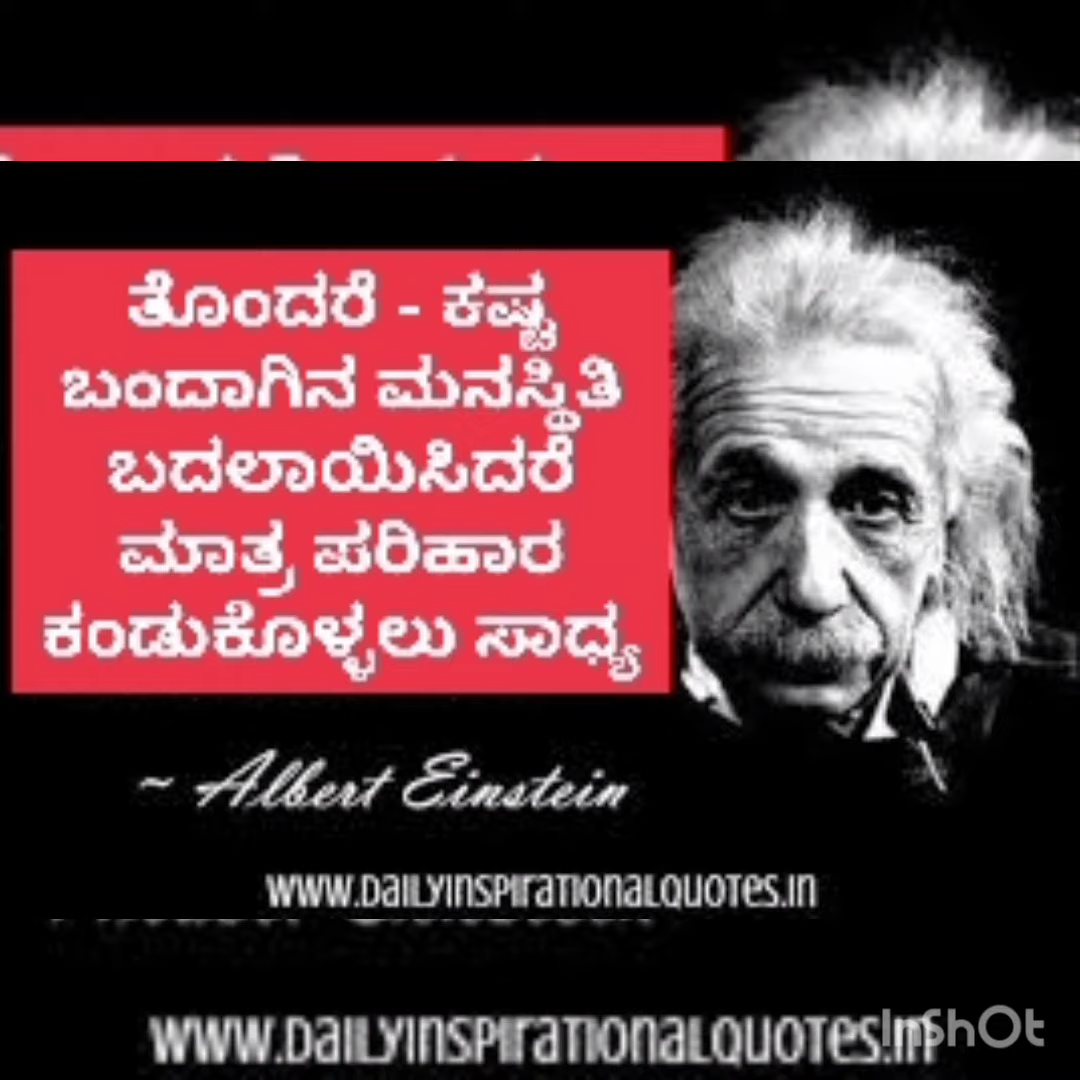 ತೊಂದರೆ - ಕಷ್ಟ
ಬಂದಾಗಿನ ಮನಸ್ಥಿತಿ
ಬದಲಾಯಿಸಿದರೆ
ಮಾತ್ರ ಪರಿಹಾರ
ಕಂಡುಕೊಳ್ಳಲು ಸಾಧ್ಯ
~ Albert Einstein
www.DailyInspirationalQuotes.in
www.DailyInspirationalQuotes.in
InShOt